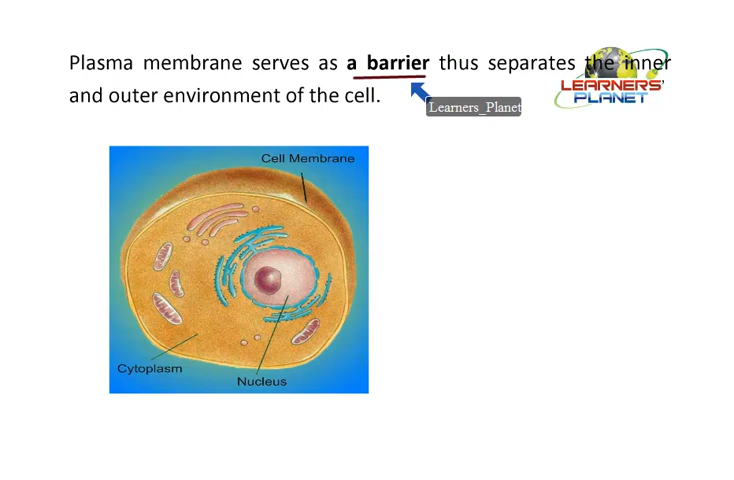 Plasma membrane serves as a barrier thus separates the inner
and outer environment of the cell.
LEARNERS'
PLANET
Learners_Planet
Cell Membrane
Cytoplasm
Nucleus